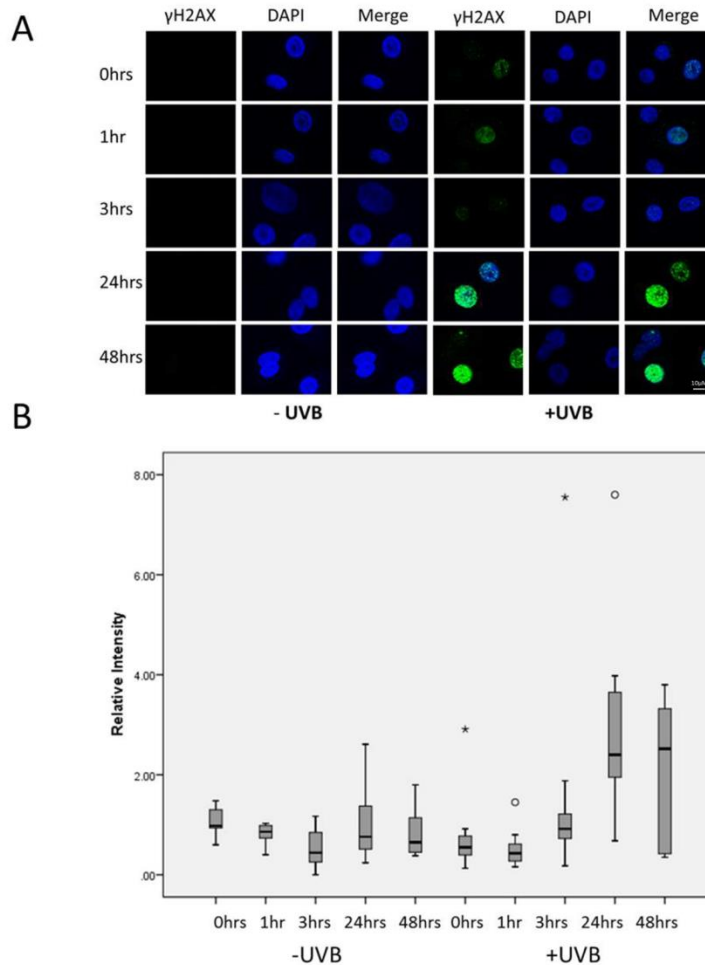 A
γH2AX DAPI Merge γH2AX DAPI Merge
0hrs
1hr
3hrs
24hrs
48hrs
10µM
- UVB +UVB
B
8.00
6.00
4.00
2.00
.00
Relative Intensity
0hrs 1hr 3hrs 24hrs 48hrs 0hrs 1hr 3hrs 24hrs 48hrs
-UVB +UVB